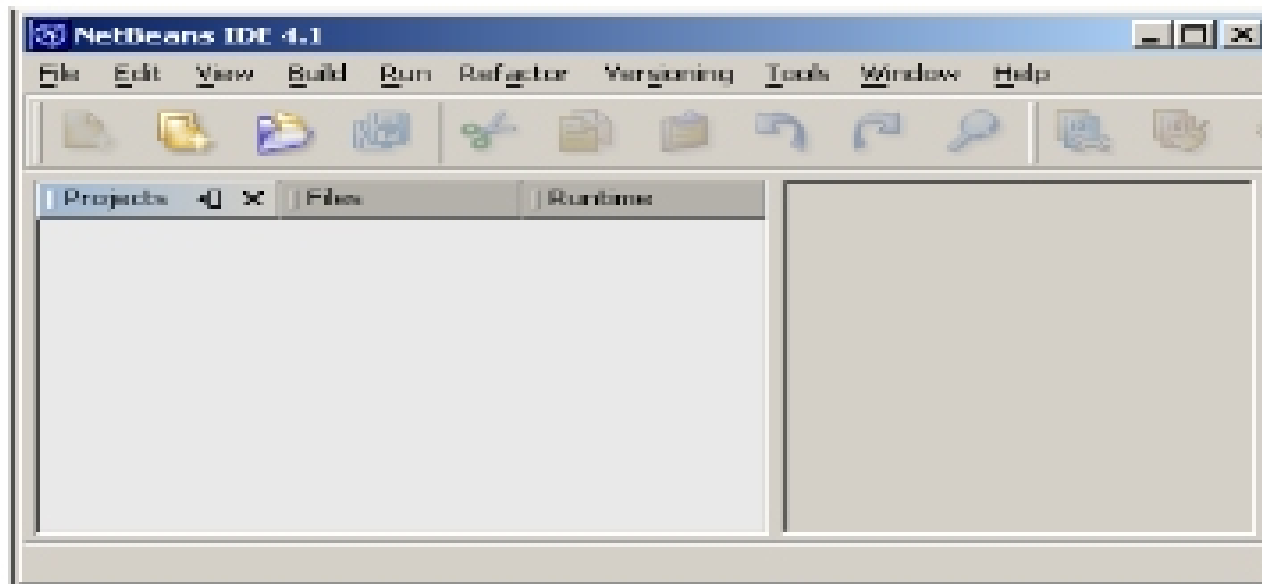 NetBeans IDE 4.1
File Edit View Build Run Refactor Versioning Tools Window Help
Projects Files Runtime